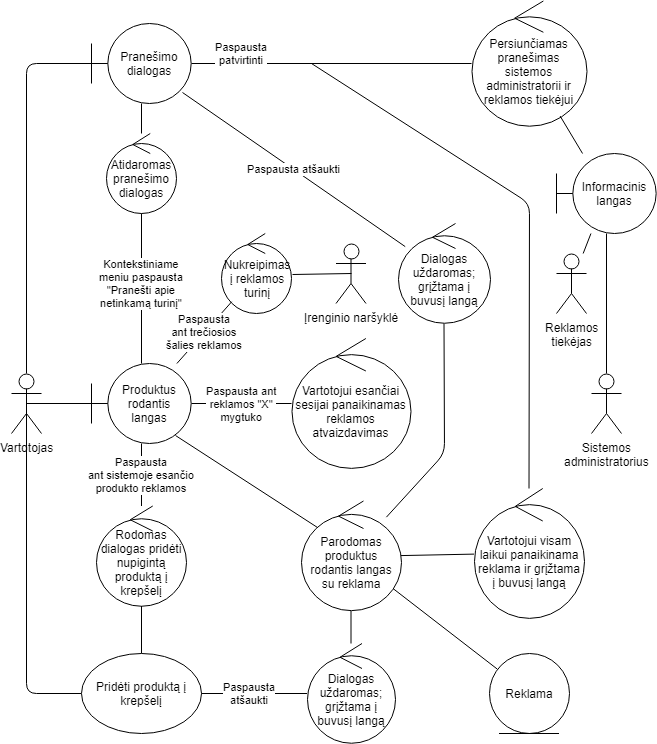 Pranešimo
dialogas
Paspausta
patvirtinti
Persiunčiamas
pranešimas
sistemos
administratorii ir
reklamos tiekėjui
Atidaromas
pranešimo
dialogas
Paspausta atšaukti
Informacinis
langas
Kontekstiniame
meniu paspausta
"Pranešti apie
netinkamą turinį"
Nukreipimas
į reklamos
turinį
Įrenginio naršyklė
Dialogas
uždaromas;
grįžtama į
buvusį langą
Reklamos
tiekėjas
Paspausta
ant trečiosios
šalies reklamos
Vartotojas
Produktus
rodantis
langas
Paspausta ant
reklamos "X"
mygtuko
Vartotojui esančiai
sesijai panaikinamas
reklamos
atvaizdavimas
Sistemos
administratorius
Paspausta
ant sistemoje esančio
produkto reklamos
Rodomas
dialogas pridėti
nupigintą
produktą į
krepšelį
Parodomas
produktus
rodantis langas
su reklama
Vartotojui visam
laikui panaikinama
reklama ir grįžtama
į buvusį langą
Pridėti produktą į
krepšelį
Paspausta
atšaukti
Dialogas
uždaromas;
grįžtama į
buvusį langą
Reklama